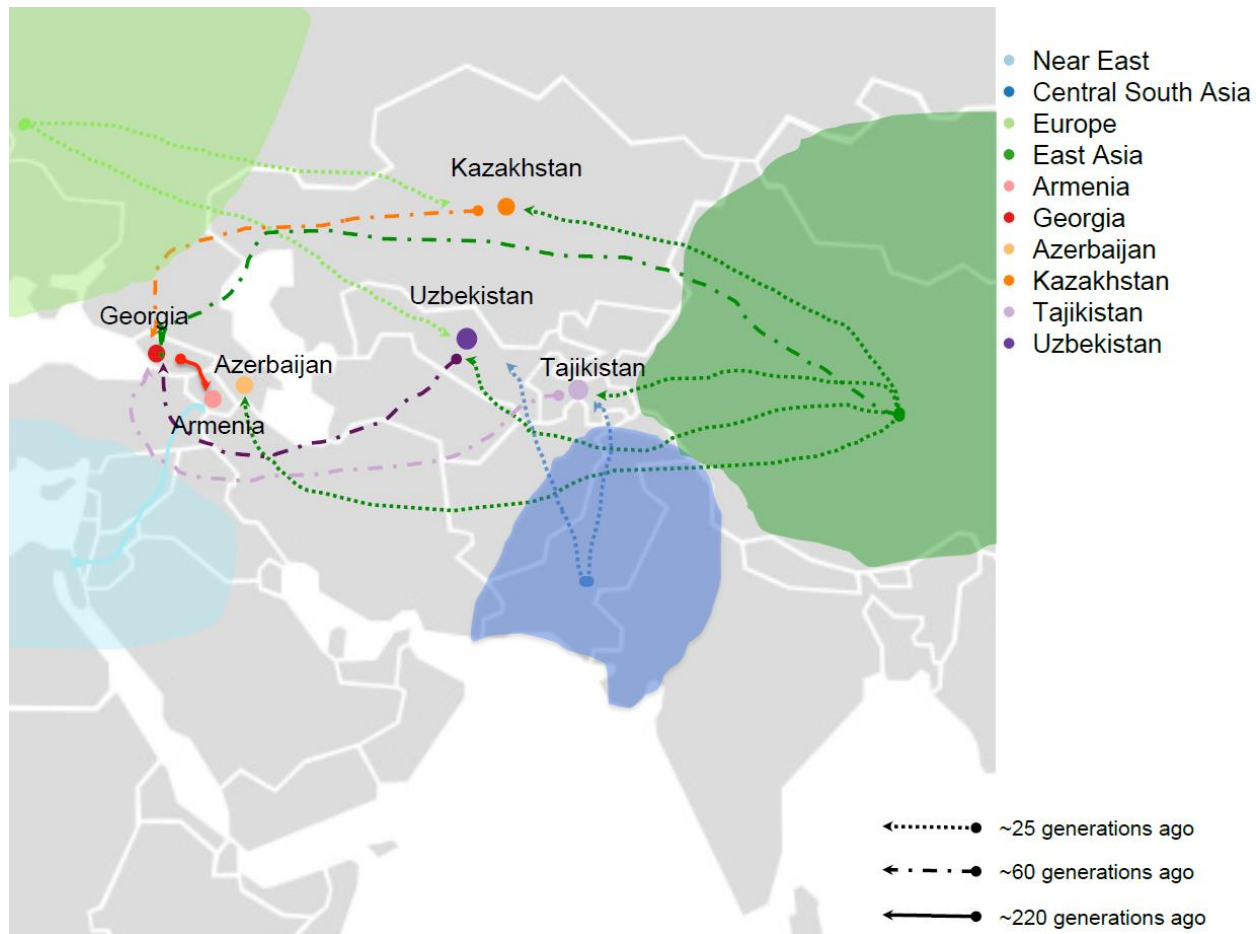 Near East
Central South Asia
Europe
East Asia
Armenia
Georgia
Azerbaijan
Kazakhstan
Tajikistan
Uzbekistan
Kazakhstan
Uzbekistan
Georgia
Azerbaijan
Tajikistan
Armenia
~25 generations ago
~60 generations ago
~220 generations ago